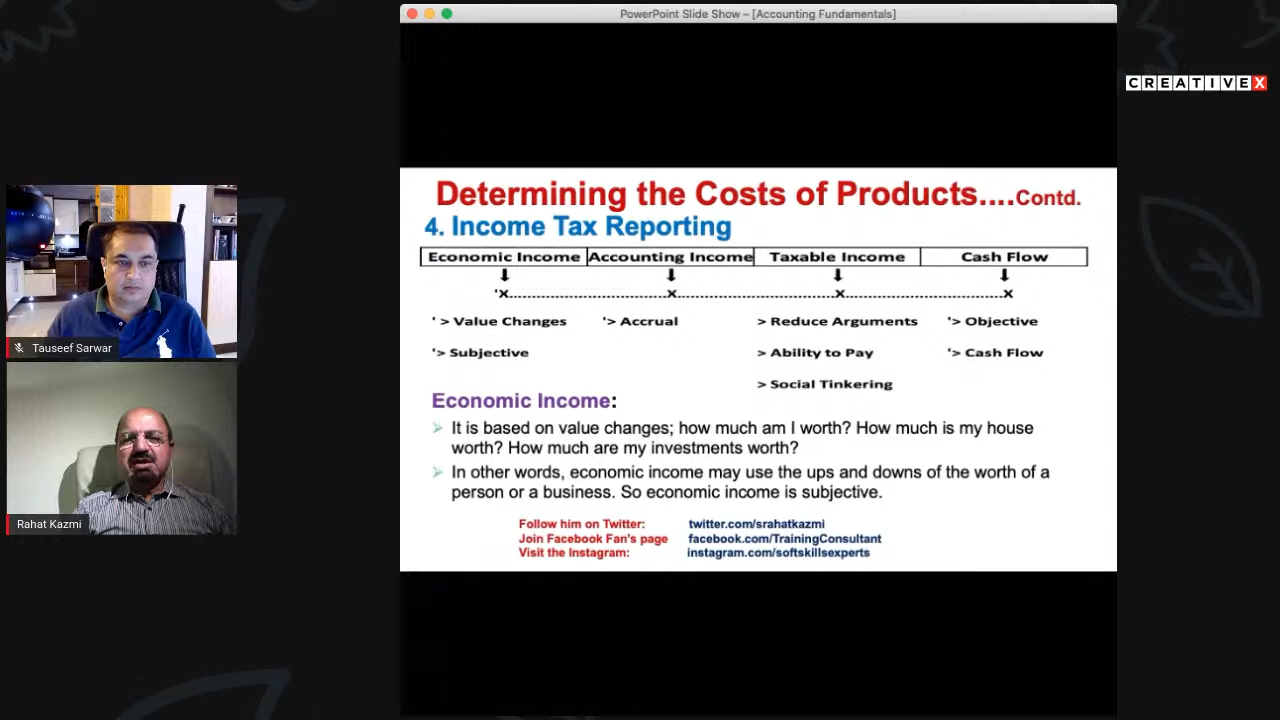 PowerPoint Slide Show – [Accounting Fundamentals]
CREATIVEX
Determining the Costs of Products....Contd.
4. Income Tax Reporting
Economic Income Accounting Income Taxable Income Cash Flow
'X...............................X...............................X...............................X
' > Value Changes '> Accrual > Reduce Arguments '> Objective
'> Subjective > Ability to Pay '> Cash Flow
> Social Tinkering
Economic Income:
It is based on value changes; how much am I worth? How much is my house
worth? How much are my investments worth?
In other words, economic income may use the ups and downs of the worth of a
person or a business. So economic income is subjective.
Follow him on Twitter: twitter.com/srahatkazmi
Join Facebook Fan's page facebook.com/TrainingConsultant
Visit the Instagram: instagram.com/softskillsexperts
Tauseef Sarwar
Rahat Kazmi